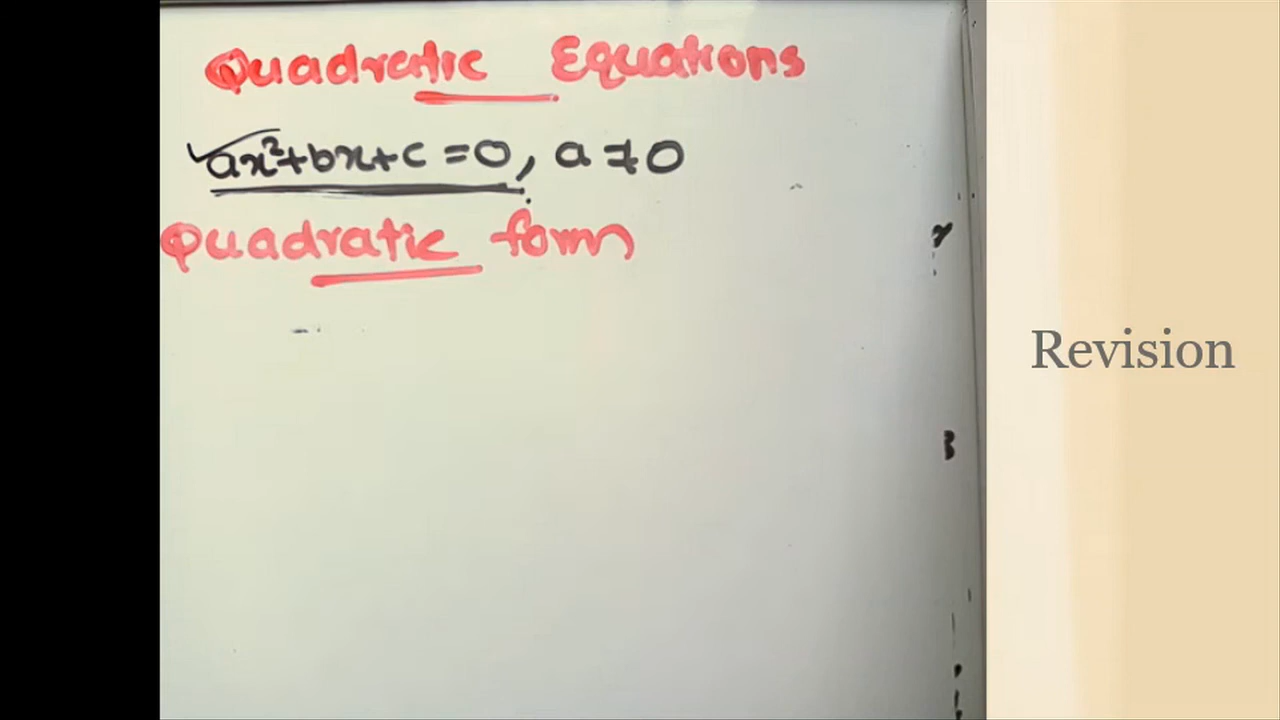 Quadratic Equations
ax²+bx+c=0, a≠0
Quadratic form
Revision